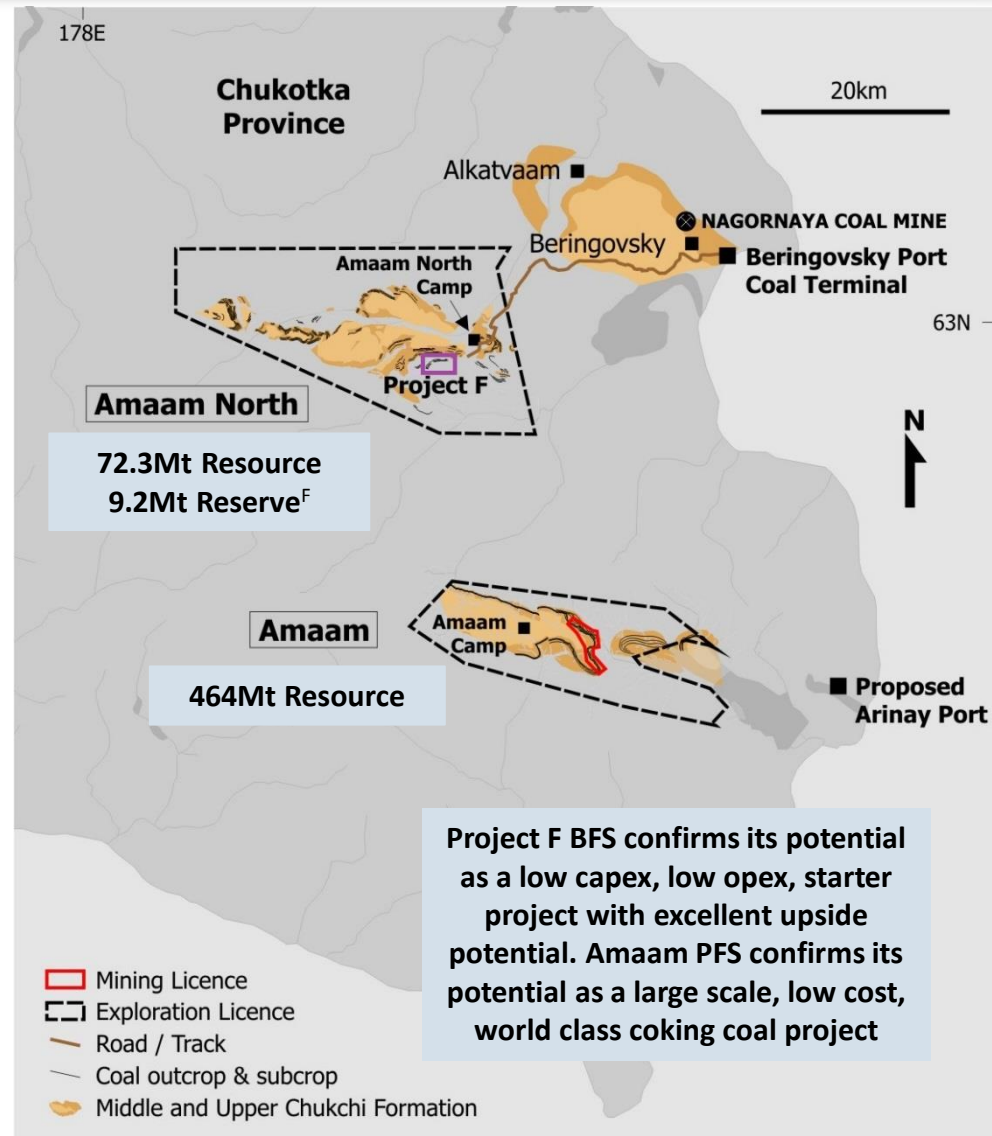 178E
Chukotka
Province
20km
Alkatvaam
NAGORNAYA COAL MINE
Beringovsky
Beringovsky Port
Coal Terminal
Amaam North
Camp
63N
Project F
Amaam North
N
72.3Mt Resource
9.2Mt Reserveᶠ
Amaam
Amaam
Camp
464Mt Resource
Proposed
Arinay Port
Project F BFS confirms its potential
as a low capex, low opex, starter
project with excellent upside
potential. Amaam PFS confirms its
potential as a large scale, low cost,
world class coking coal project
Mining Licence
Exploration Licence
Road / Track
Coal outcrop & subcrop
Middle and Upper Chukchi Formation